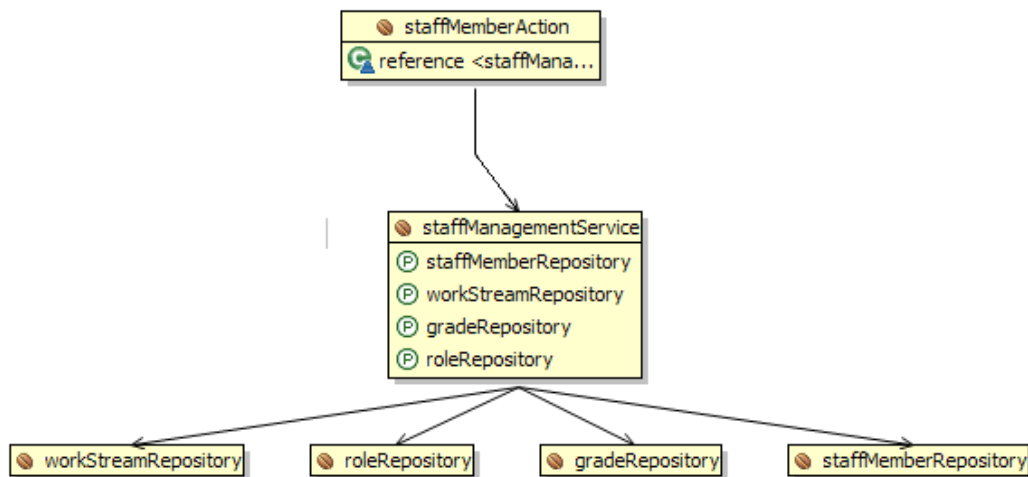 staffMemberAction
reference <staffMana...
staffManagementService
P staffMemberRepository
P workStreamRepository
P gradeRepository
P roleRepository
workStreamRepository
roleRepository
gradeRepository
staffMemberRepository